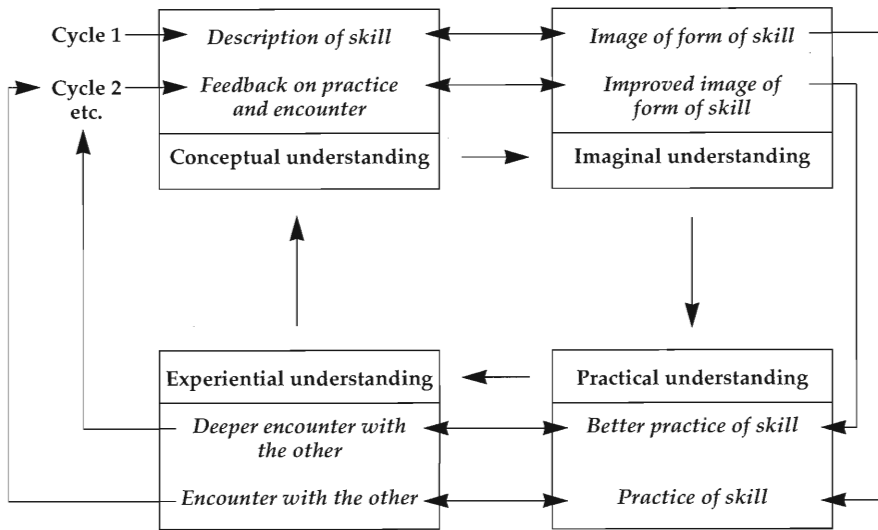 Cycle 1
Description of skill
Image of form of skill
Cycle 2
etc.
Feedback on practice
and encounter
Improved image of
form of skill
Conceptual understanding
Imaginal understanding
Experiential understanding
Practical understanding
Deeper encounter with
the other
Better practice of skill
Encounter with the other
Practice of skill